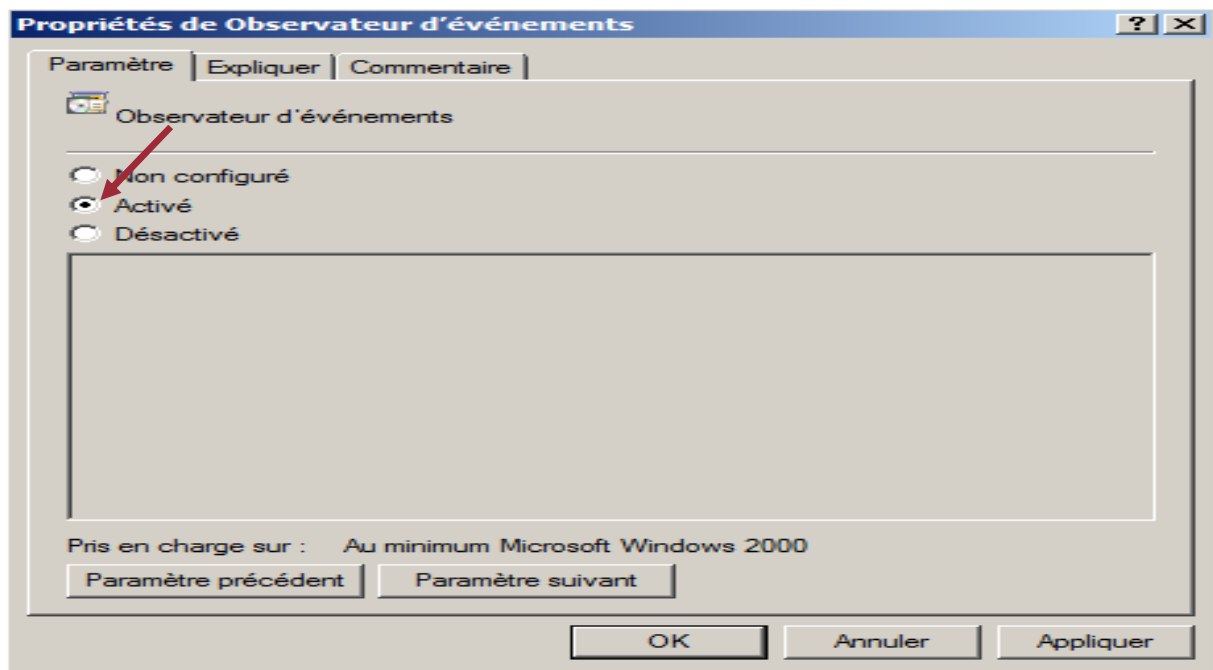 Propriétés de Observateur d'événements
Paramètre Expliquer Commentaire
Observateur d'événements
Non configuré
Activé
Désactivé
Pris en charge sur : Au minimum Microsoft Windows 2000
Paramètre précédent Paramètre suivant
OK Annuler Appliquer